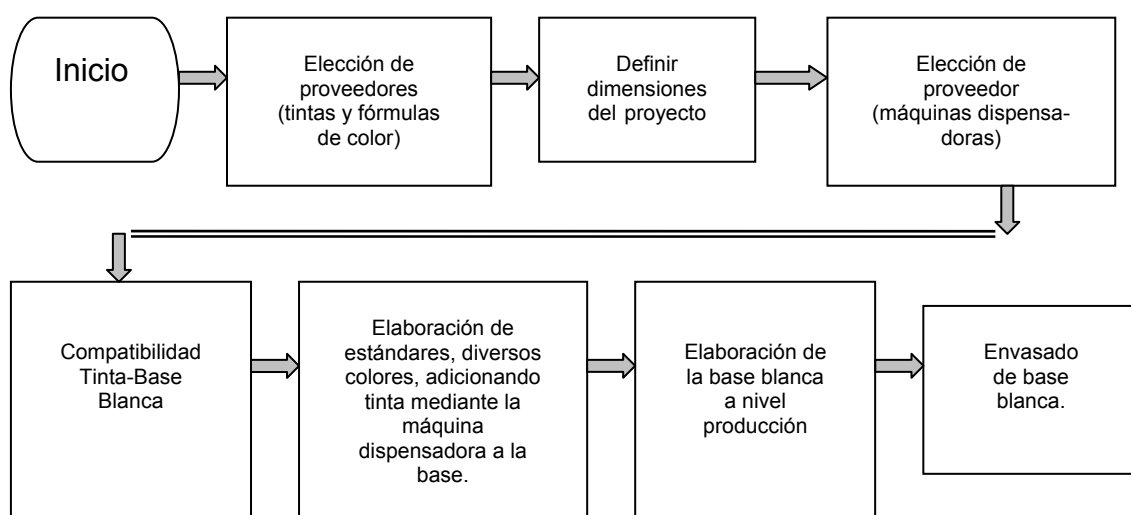 Inicio
Elección de
proveedores
(tintas y fórmulas
de color)
Definir
dimensiones
del proyecto
Elección de
proveedor
(máquinas dispensa-
doras)
Compatibilidad
Tinta-Base
Blanca
Elaboración de
estándares, diversos
colores, adicionando
tinta mediante la
máquina
dispensadora a la
base.
Elaboración de
la base blanca
a nivel
producción
Envasado
de base
blanca.